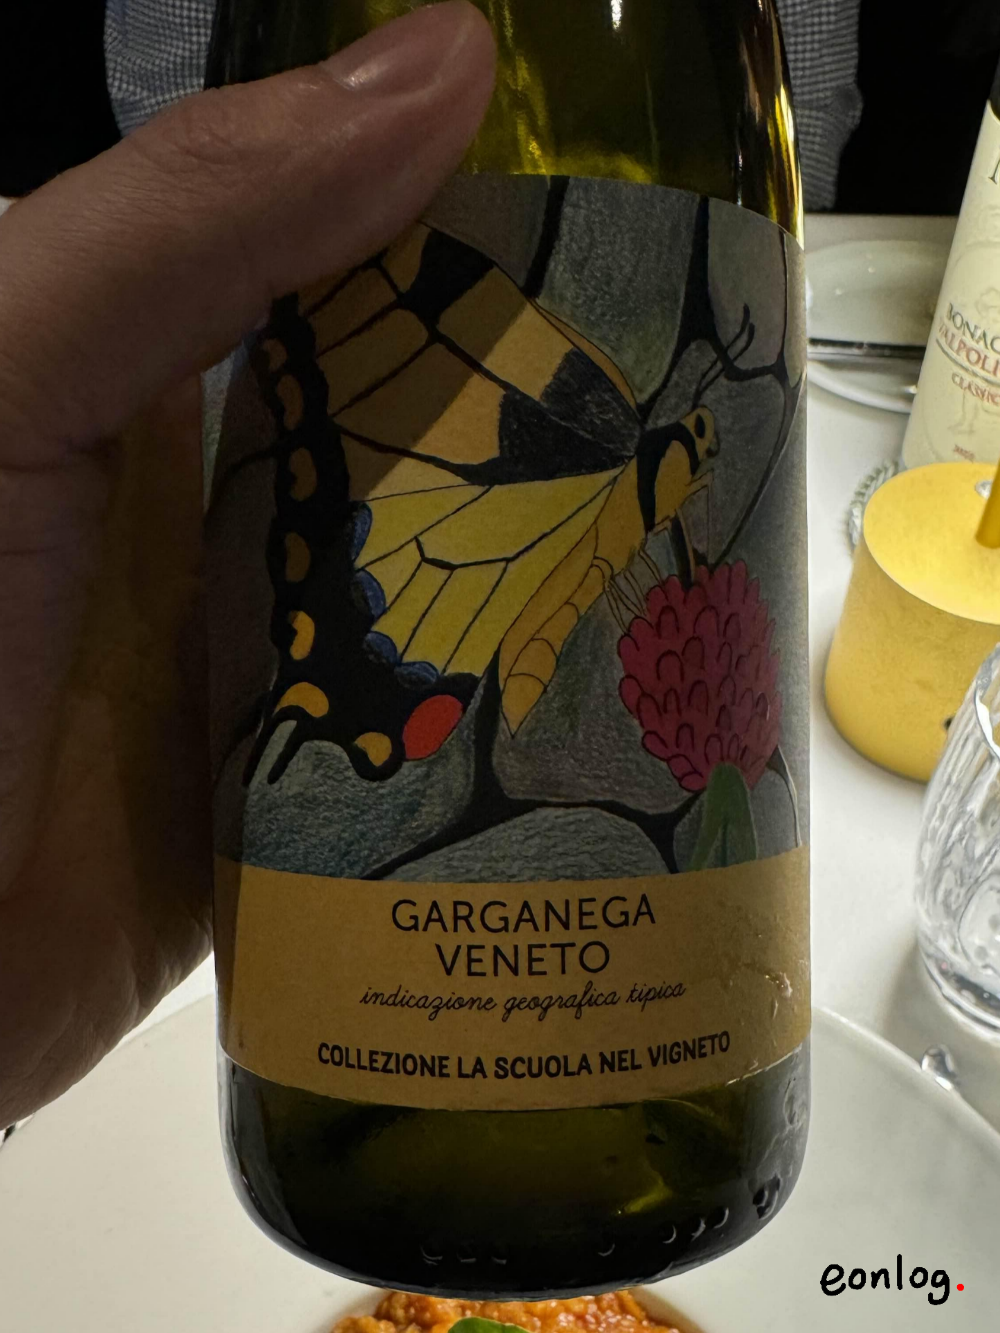 GARGANEGA
VENETO
indicazione geografica tipica
COLLEZIONE LA SCUOLA NEL VIGNETO
eonlog.